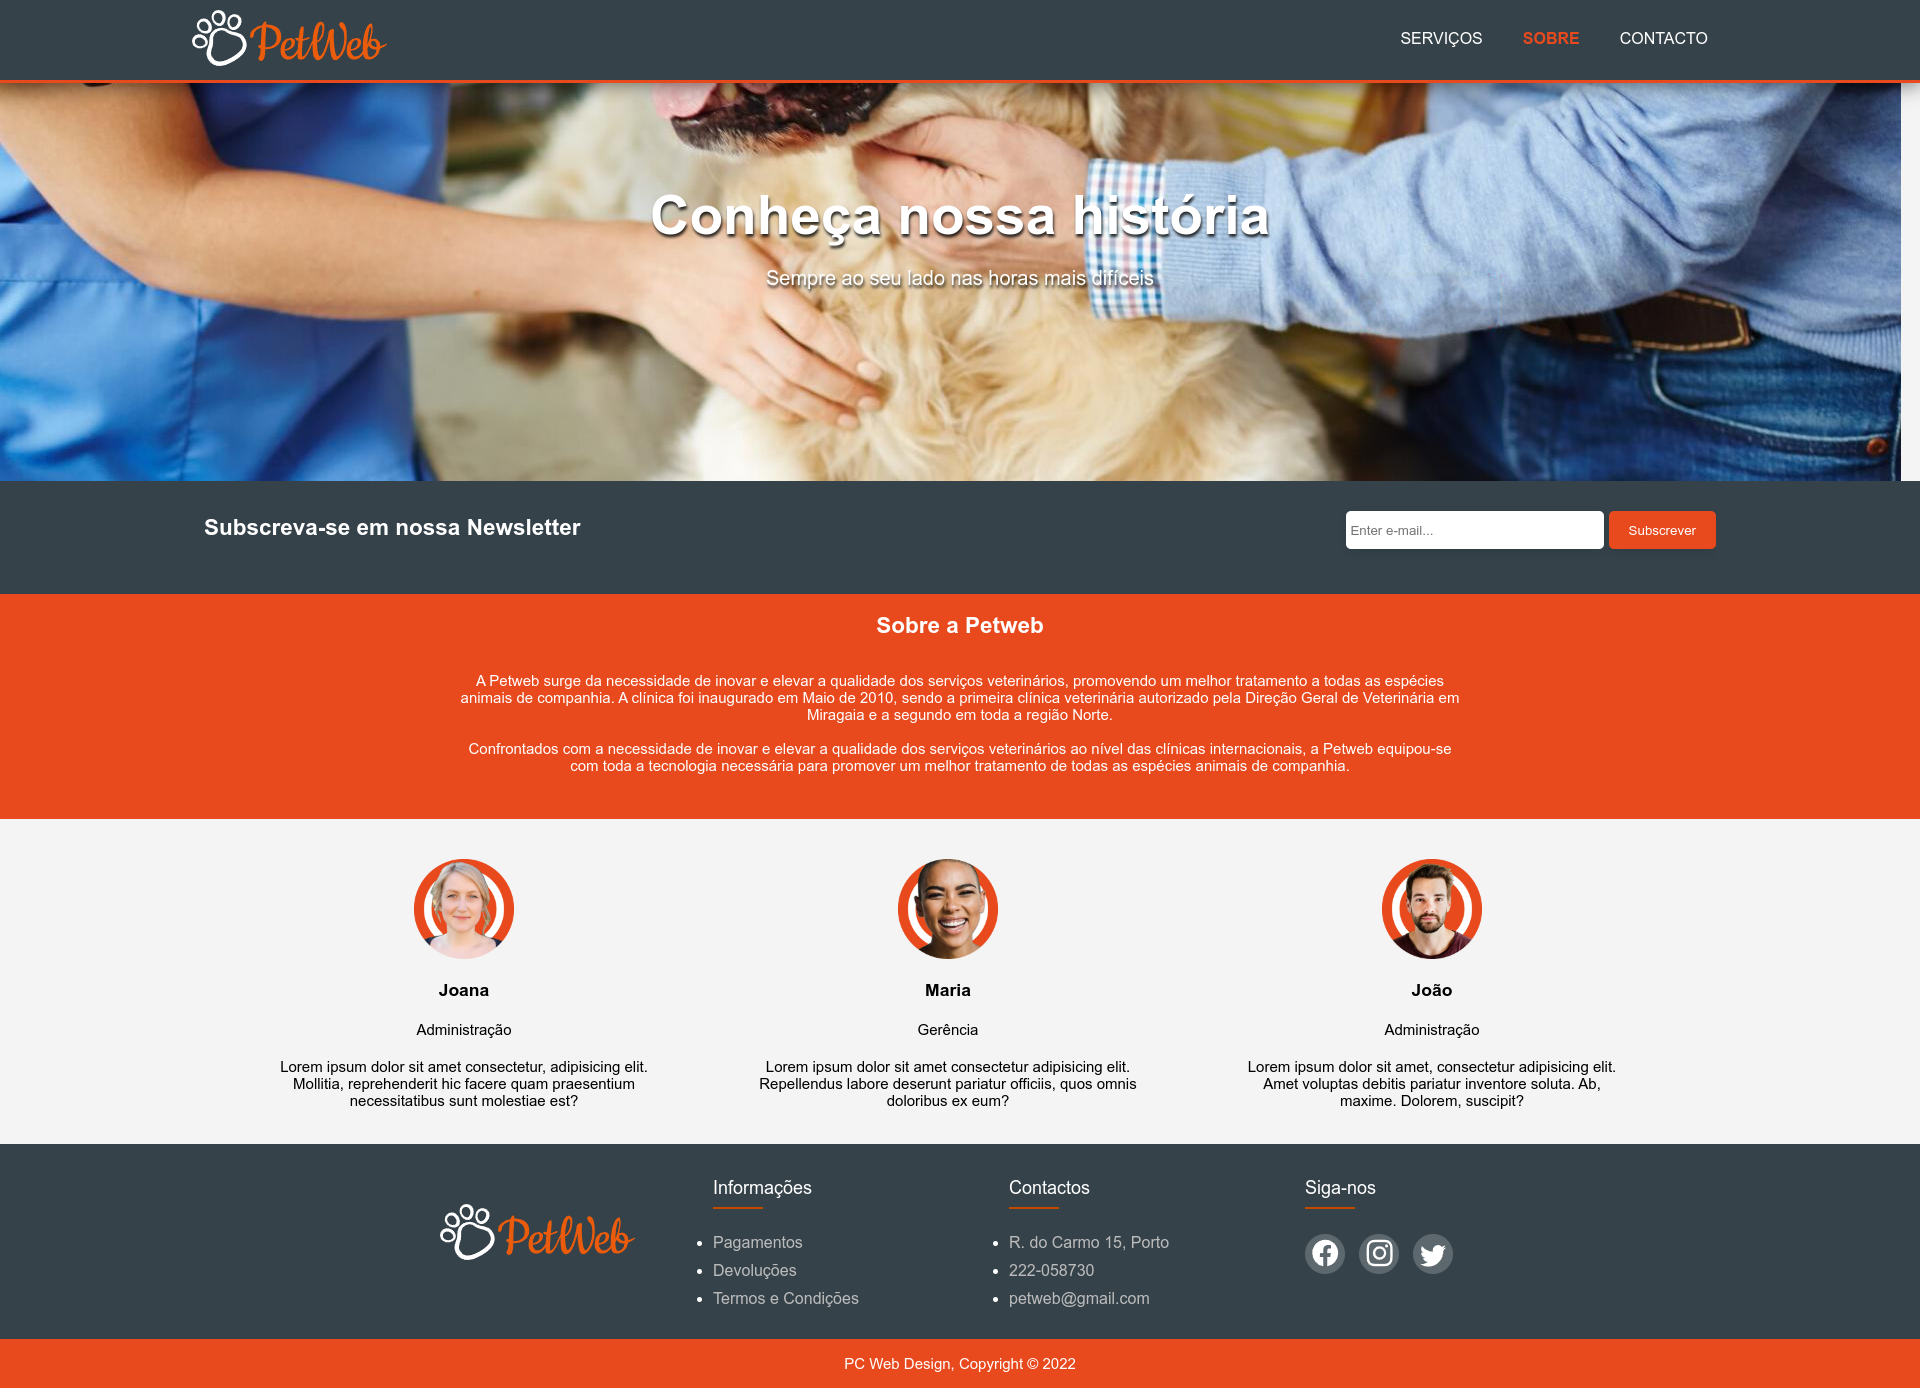 PetWeb
SERVIÇOS
SOBRE
CONTACTO
Conheça nossa história
Sempre ao seu lado nas horas mais difíceis
Subscreva-se em nossa Newsletter
Enter e-mail...
Subscrever
Sobre a Petweb
A Petweb surge da necessidade de inovar e elevar a qualidade dos serviços veterinários, promovendo um melhor tratamento a todas as espécies
animais de companhia. A clínica foi inaugurado em Maio de 2010, sendo a primeira clínica veterinária autorizado pela Direção Geral de Veterinária em
Miragaia e a segundo em toda a região Norte.
Confrontados com a necessidade de inovar e elevar a qualidade dos serviços veterinários ao nível das clínicas internacionais, a Petweb equipou-se
com toda a tecnologia necessária para promover um melhor tratamento de todas as espécies animais de companhia.
Joana
Administração
Lorem ipsum dolor sit amet consectetur, adipisicing elit.
Mollitia, reprehenderit hic facere quam praesentium
necessitatibus sunt molestiae est?
Maria
Gerência
Lorem ipsum dolor sit amet consectetur adipisicing elit.
Repellendus labore deserunt pariatur officiis, quos omnis
doloribus ex eum?
João
Administração
Lorem ipsum dolor sit amet, consectetur adipisicing elit.
Amet voluptas debitis pariatur inventore soluta. Ab,
maxime. Dolorem, suscipit?
PetWeb
Informações
Pagamentos
Devoluções
Termos e Condições
Contactos
R. do Carmo 15, Porto
222-058730
petweb@gmail.com
Siga-nos
PC Web Design, Copyright © 2022